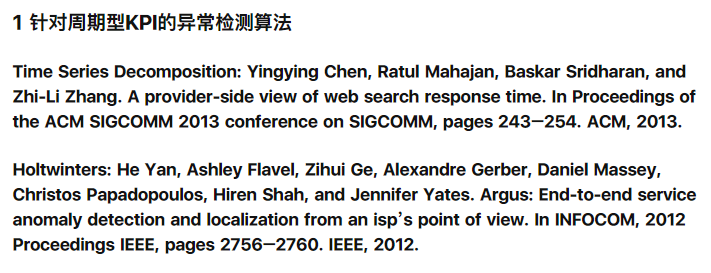 1 针对周期型KPI的异常检测算法
Time Series Decomposition: Yingying Chen, Ratul Mahajan, Baskar Sridharan, and
Zhi-Li Zhang. A provider-side view of web search response time. In Proceedings of
the ACM SIGCOMM 2013 conference on SIGCOMM, pages 243–254. ACM, 2013.
Holtwinters: He Yan, Ashley Flavel, Zihui Ge, Alexandre Gerber, Daniel Massey,
Christos Papadopoulos, Hiren Shah, and Jennifer Yates. Argus: End-to-end service
anomaly detection and localization from an isp’s point of view. In INFOCOM, 2012
Proceedings IEEE, pages 2756–2760. IEEE, 2012.